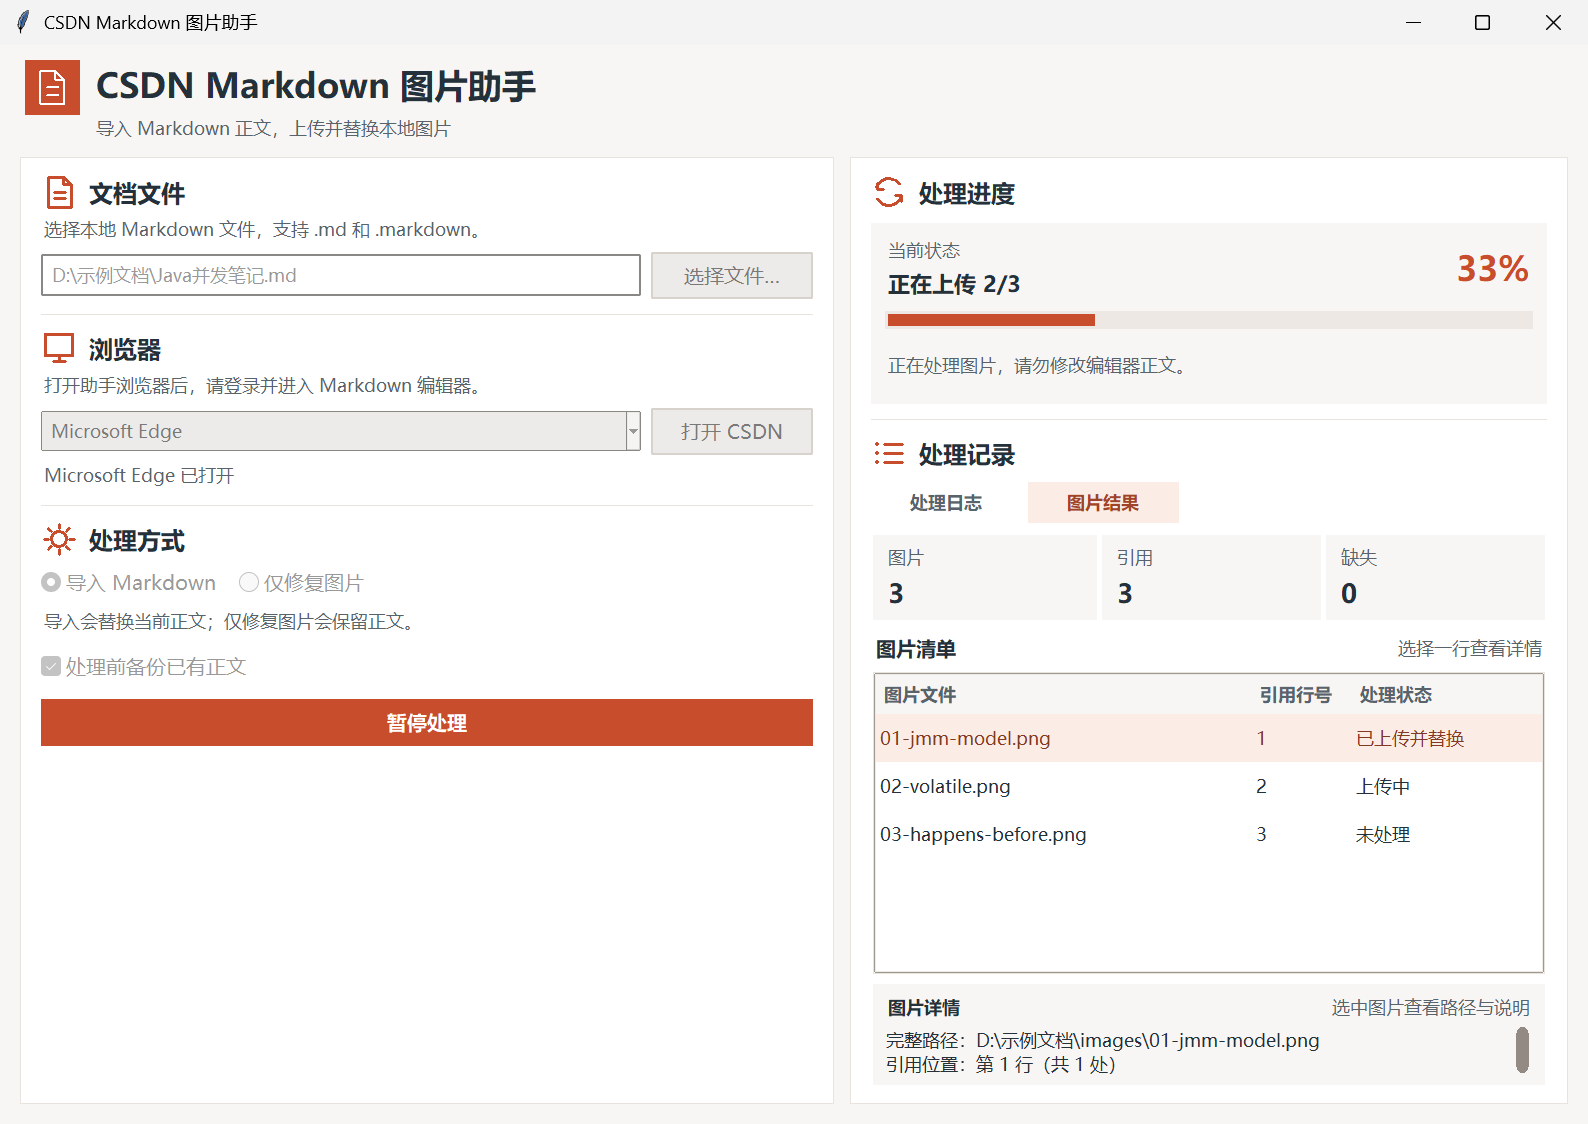 CSDN Markdown 图片助手
CSDN Markdown 图片助手
导入 Markdown 正文，上传并替换本地图片
文档文件
选择本地 Markdown 文件，支持 .md 和 .markdown。
D:\示例文档\Java并发笔记.md
选择文件...
浏览器
打开助手浏览器后，请登录并进入 Markdown 编辑器。
Microsoft Edge
打开 CSDN
Microsoft Edge 已打开
处理方式
导入 Markdown 仅修复图片
导入会替换当前正文；仅修复图片会保留正文。
处理前备份已有正文
暂停处理
处理进度
当前状态
正在上传 2/3
33%
正在处理图片，请勿修改编辑器正文。
处理记录
处理日志 图片结果
图片 引用 缺失
3 3 0
图片清单 选择一行查看详情
图片文件 引用行号 处理状态
01-jmm-model.png 1 已上传并替换
02-volatile.png 2 上传中
03-happens-before.png 3 未处理
图片详情 选中图片查看路径与说明
完整路径：D:\示例文档\images\01-jmm-model.png
引用位置：第 1 行（共 1 处）